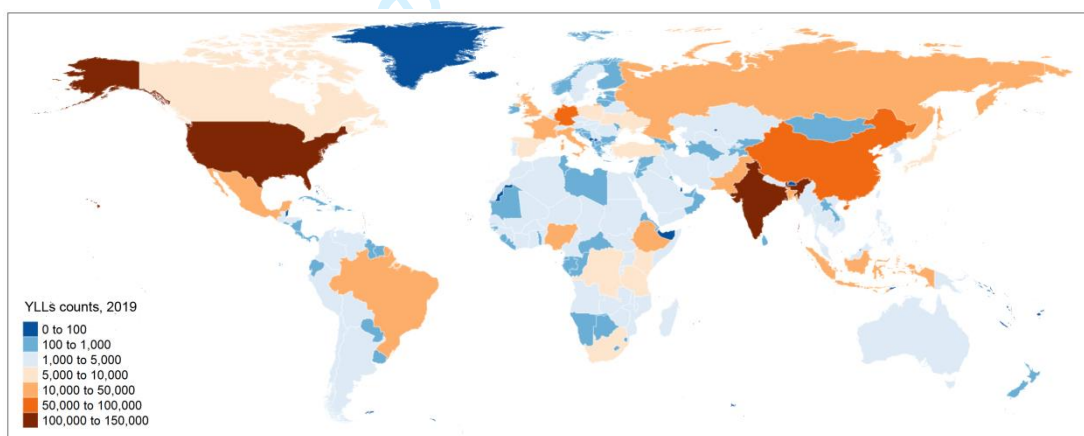 YLLs counts, 2019
0 to 100
100 to 1,000
1,000 to 5,000
5,000 to 10,000
10,000 to 50,000
50,000 to 100,000
100,000 to 150,000